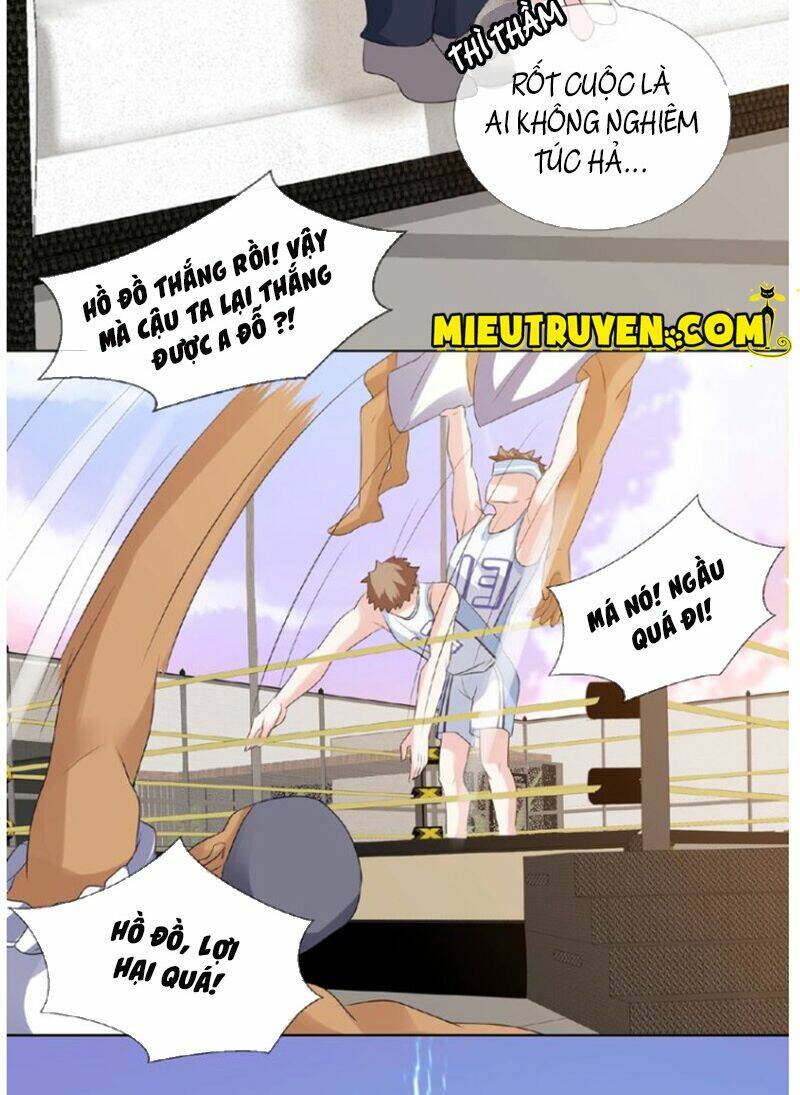 THÌ THẦM
RỐT CUỘC LÀ
AI KHÔNG NGHIÊM
TÚC HẢ...
HỒ ĐỒ THẮNG RỒI! VẬY
MÀ CẬU TA LẠI THẮNG
ĐƯỢC A ĐỖ ?!
MIEUTRUYEN.COM
MÁ NÓ! NGẦU
QUÁ ĐI!
HỒ ĐỒ, LỢI
HẠI QUÁ!